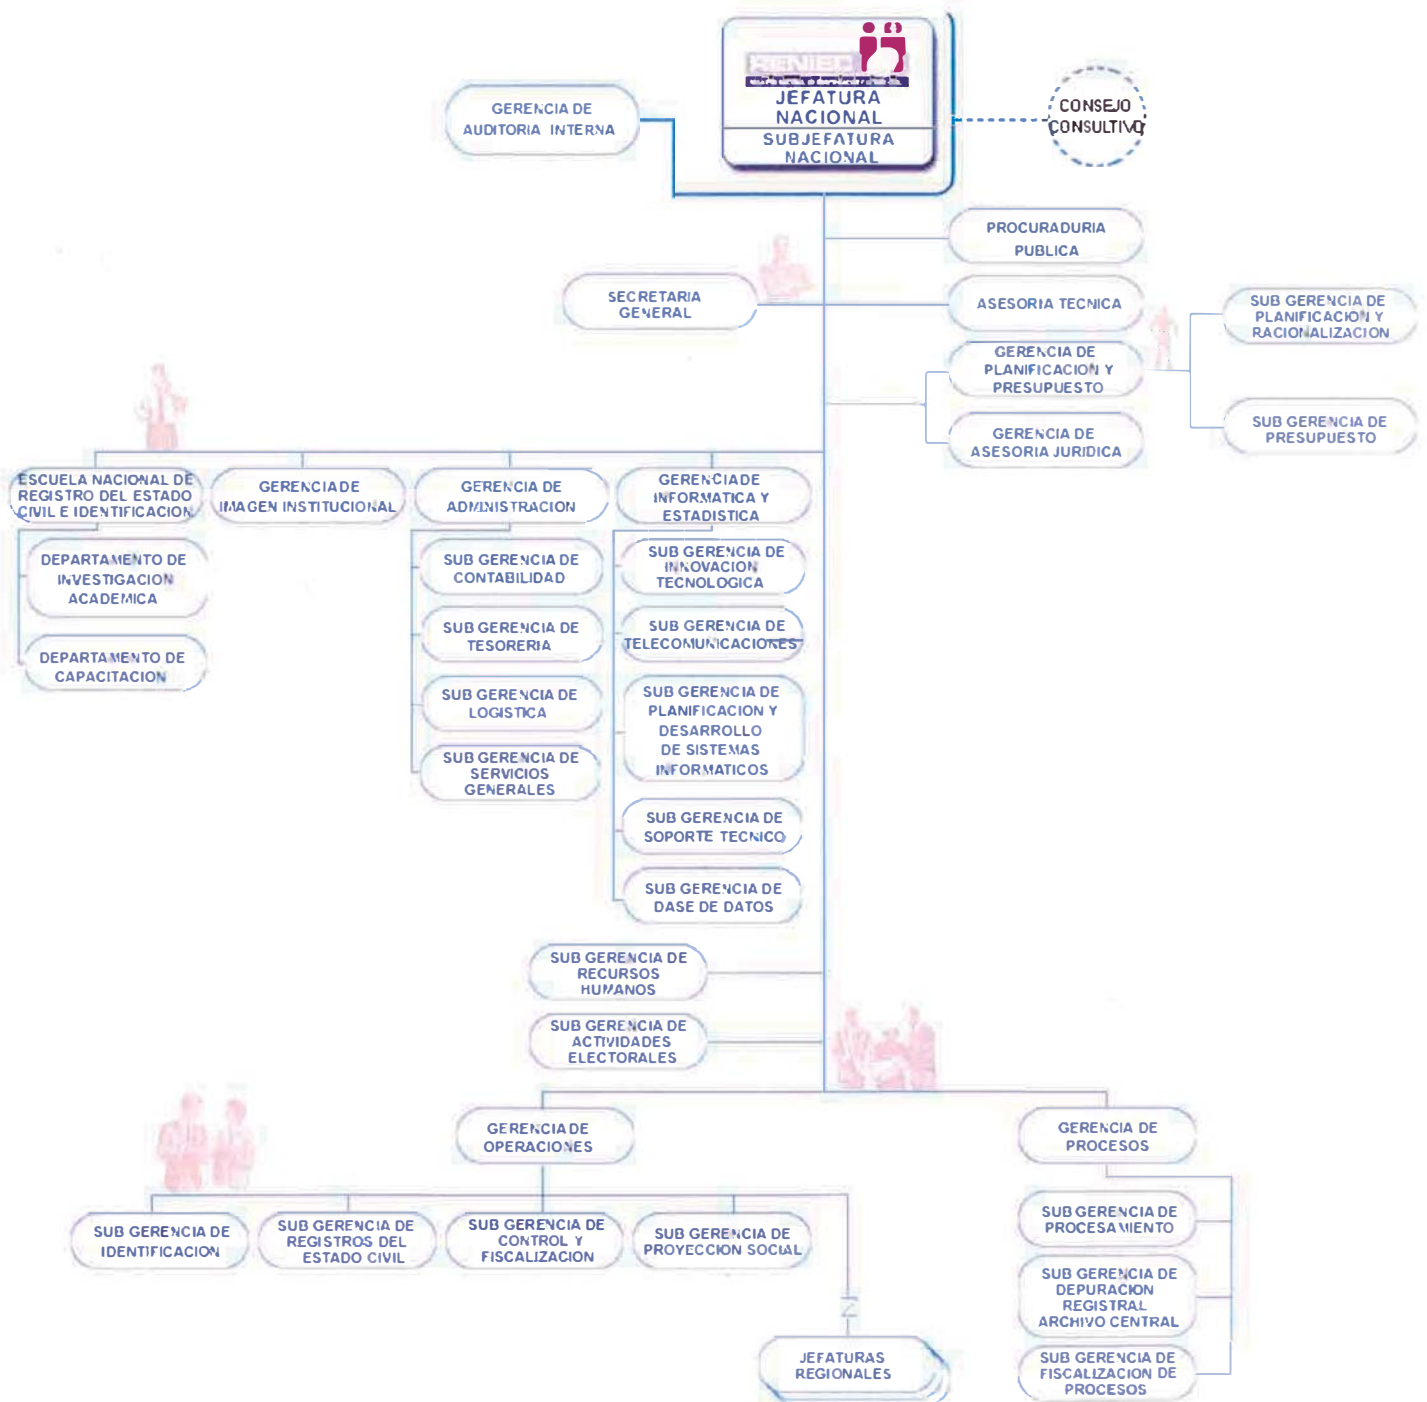 RENIEC
JEFATURA
NACIONAL
SUBJEFATURA
NACIONAL
GERENCIA DE
AUDITORIA INTERNA
CONSEJO
CONSULTIVO
PROCURADURIA
PUBLICA
SECRETARIA
GENERAL
ASESORIA TECNICA
SUB GERENCIA DE
PLANIFICACION Y
RACIONALIZACION
GERENCIA DE
PLANIFICACION Y
PRESUPUESTO
SUB GERENCIA DE
PRESUPUESTO
GERENCIA DE
ASESORIA JURIDICA
ESCUELA NACIONAL DE
REGISTRO DEL ESTADO
CIVIL E IDENTIFICACION
GERENCIA DE
IMAGEN INSTITUCIONAL
GERENCIA DE
ADMINISTRACION
GERENCIA DE
INFORMATICA Y
ESTADISTICA
DEPARTAMENTO DE
INVESTIGACION
ACADEMICA
DEPARTAMENTO DE
CAPACITACION
SUB GERENCIA DE
CONTABILIDAD
SUB GERENCIA DE
TESORERIA
SUB GERENCIA DE
LOGISTICA
SUB GERENCIA DE
SERVICIOS
GENERALES
SUB GERENCIA DE
INNOVACION
TECNOLOGICA
SUB GERENCIA DE
TELECOMUNICACIONES
SUB GERENCIA DE
PLANIFICACION Y
DESARROLLO
DE SISTEMAS
INFORMATICOS
SUB GERENCIA DE
SOPORTE TECNICO
SUB GERENCIA DE
DASE DE DATOS
SUB GERENCIA DE
RECURSOS
HUMANOS
SUB GERENCIA DE
ACTIVIDADES
ELECTORALES
GERENCIA DE
OPERACIONES
GERENCIA DE
PROCESOS
SUB GERENCIA DE
IDENTIFICACION
SUB GERENCIA DE
REGISTROS DEL
ESTADO CIVIL
SUB GERENCIA DE
CONTROL Y
FISCALIZACION
SUB GERENCIA DE
PROYECCION SOCIAL
JEFATURAS
REGIONALES
SUB GERENCIA DE
PROCESAMIENTO
SUB GERENCIA DE
DEPURACION
REGISTRAL
ARCHIVO CENTRAL
SUB GERENCIA DE
FISCALIZACION DE
PROCESOS